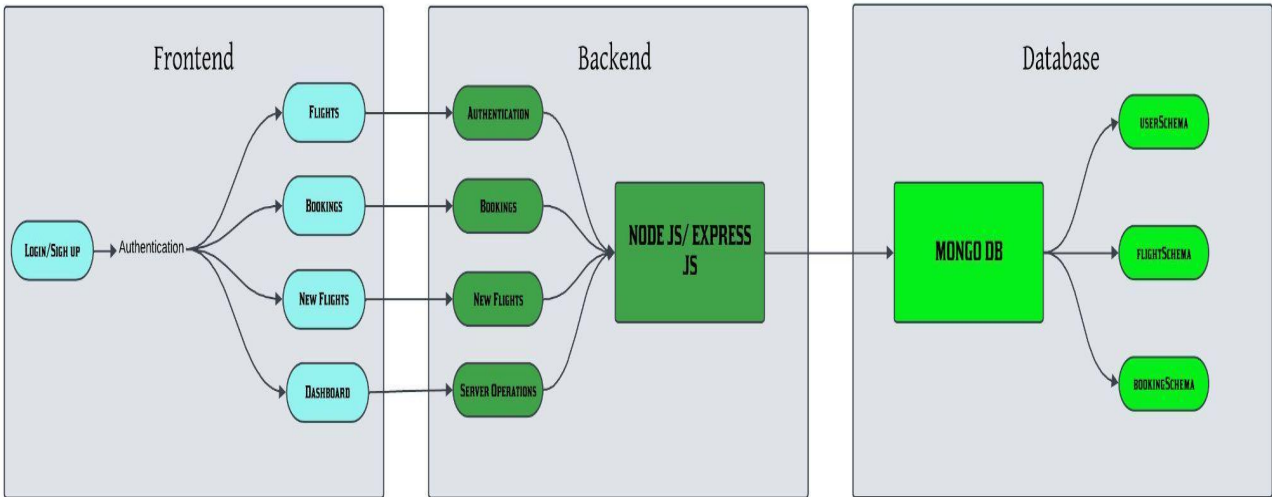 Frontend
Login/Sigh up
Authentication
Flights
Bookings
New Flights
Dashboard
Backend
Authentication
Bookings
New Flights
Server Operations
NODE JS/ EXPRESS
JS
Database
MONGO DB
userSchema
flightSchema
bookingSchema